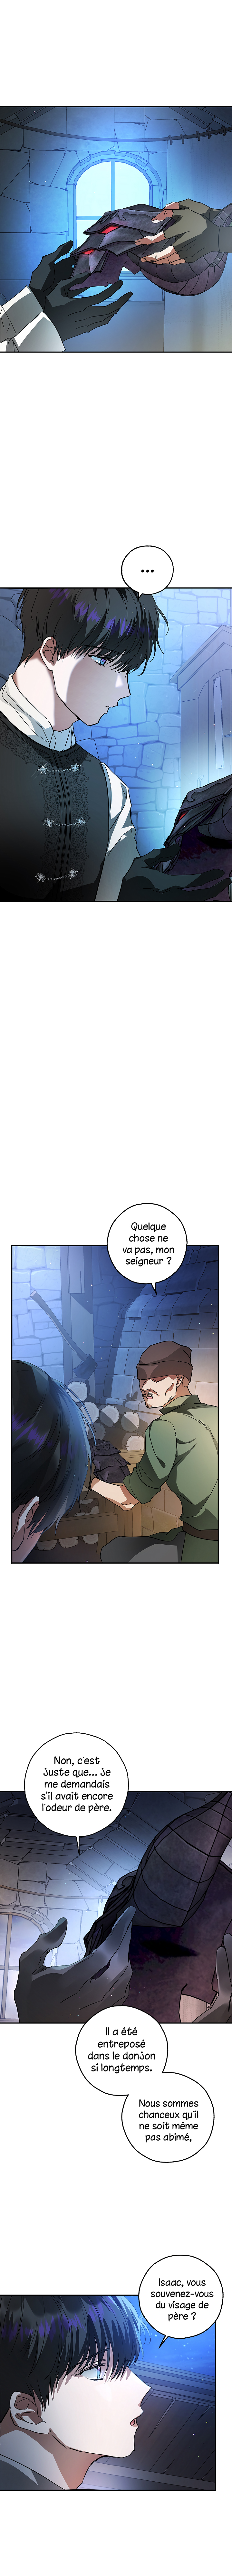 ...
Quelque
chose ne
va pas, mon
seigneur ?
Non, c'est
juste que... je
me demandais
s'il avait encore
l'odeur de père.
Il a été
entreposé
dans le donjon
si longtemps.
Nous sommes
chanceux qu'il
ne soit même
pas abîmé,
Isaac, vous
souvenez-vous
du visage de
père ?